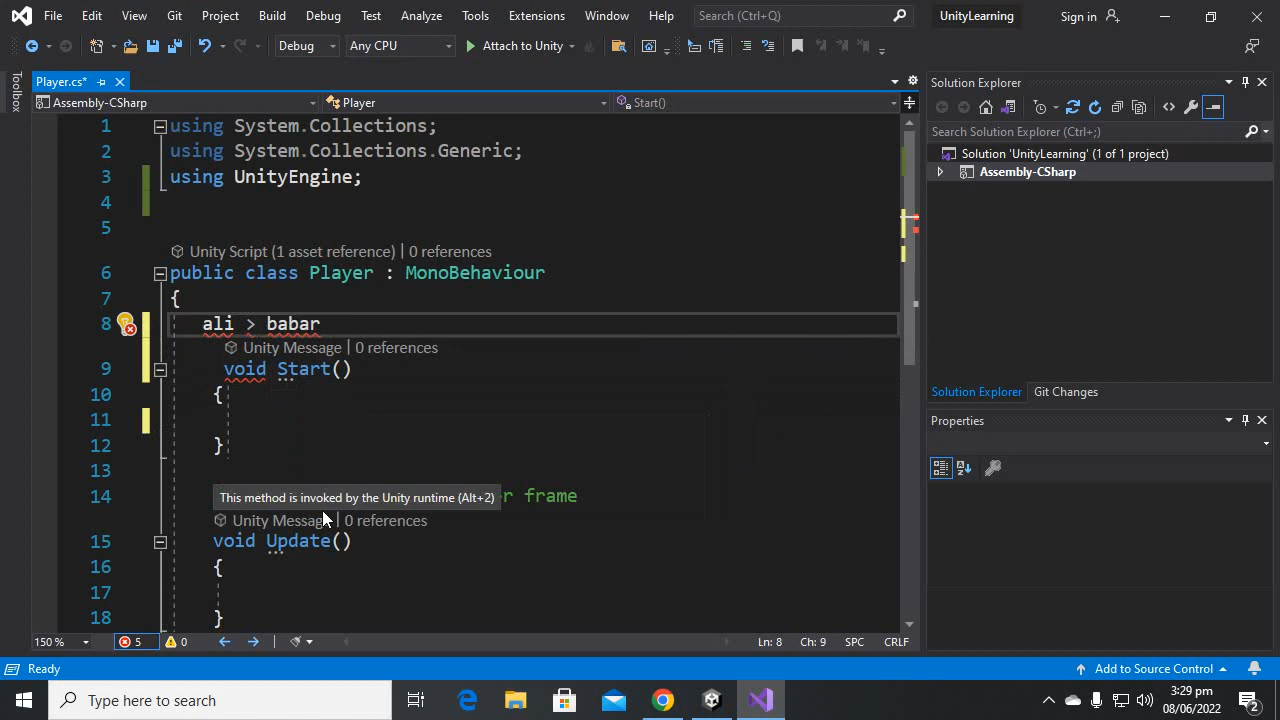 File Edit View Git Project Build Debug Test Analyze Tools Extensions Window Help Search (Ctrl+Q) UnityLearning Sign in
Debug Any CPU Attach to Unity
Toolbox
Player.cs*
Assembly-CSharp Player Start()
1 using System.Collections;
2 using System.Collections.Generic;
3 using UnityEngine;
4
5
Unity Script (1 asset reference) | 0 references
6 public class Player : MonoBehaviour
7 {
8 ali > babar
Unity Message | 0 references
9 void Start()
10 {
11
12 }
13
14 r frame
This method is invoked by the Unity runtime (Alt+2)
Unity Message | 0 references
15 void Update()
16 {
17
18 }
150 % 5 0 Ln: 8 Ch: 9 SPC CRLF
Solution Explorer
Search Solution Explorer (Ctrl+;)
Solution 'UnityLearning' (1 of 1 project)
Assembly-CSharp
Solution Explorer Git Changes
Properties
Ready Add to Source Control
Type here to search
3:29 pm
08/06/2022
2